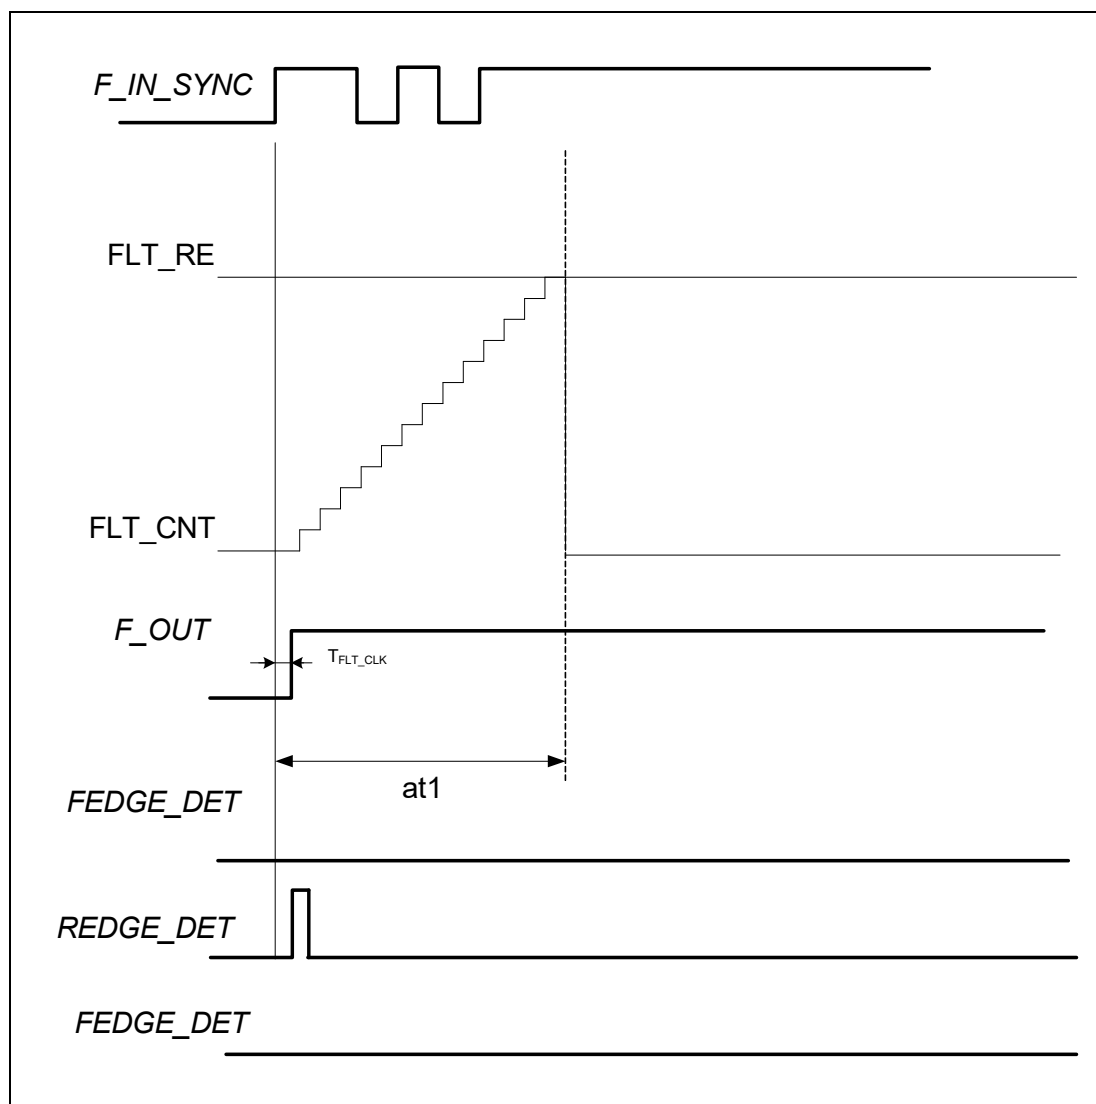 F_IN_SYNC
FLT_RE
FLT_CNT
F_OUT
TFLT_CLK
at1
FEDGE_DET
REDGE_DET
FEDGE_DET